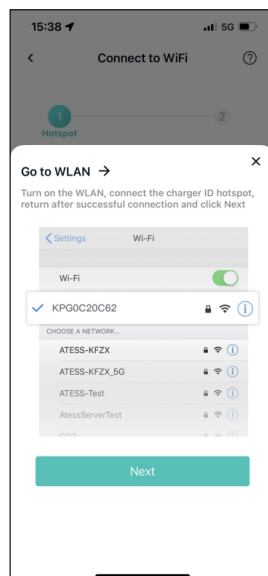 15:38 5G
Connect to WiFi ?
1 2
Hotspot
Go to WLAN →
Turn on the WLAN, connect the charger ID hotspot,
return after successful connection and click Next
Settings Wi-Fi
Wi-Fi
KPG0C20C62
CHOOSE A NETWORK...
ATESS-KFZX
ATESS-KFZX_5G
ATESS-Test
AtessServerTest
Next